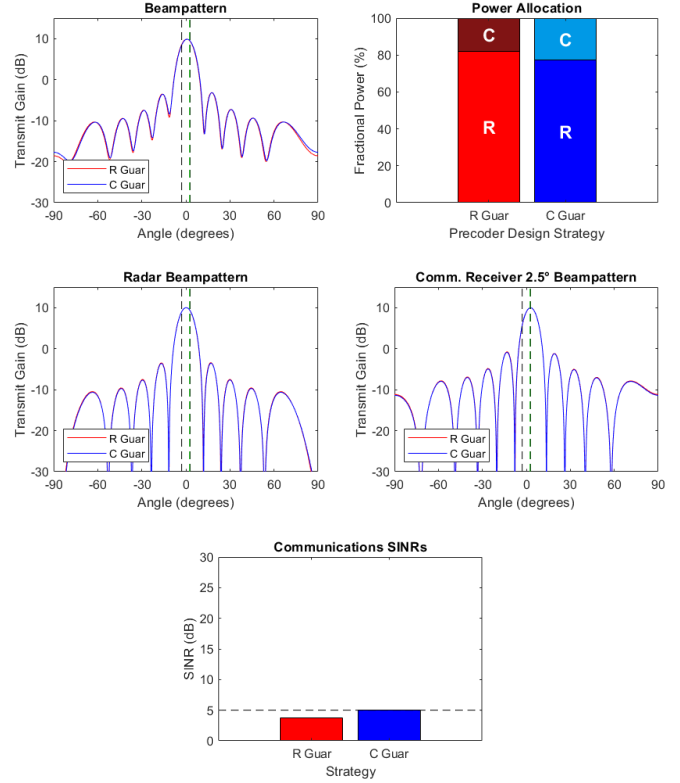 Beampattern
Transmit Gain (dB)
10
0
-10
-20
-30
R Guar
C Guar
-90 -60 -30 0 30 60 90
Angle (degrees)
Power Allocation
Fractional Power (%)
100
80
60
40
20
0
C
C
R
R
R Guar C Guar
Precoder Design Strategy
Radar Beampattern
Transmit Gain (dB)
10
0
-10
-20
-30
R Guar
C Guar
-90 -60 -30 0 30 60 90
Angle (degrees)
Comm. Receiver 2.5° Beampattern
Transmit Gain (dB)
10
0
-10
-20
-30
R Guar
C Guar
-90 -60 -30 0 30 60 90
Angle (degrees)
Communications SINRs
SINR (dB)
30
25
20
15
10
5
0
R Guar C Guar
Strategy